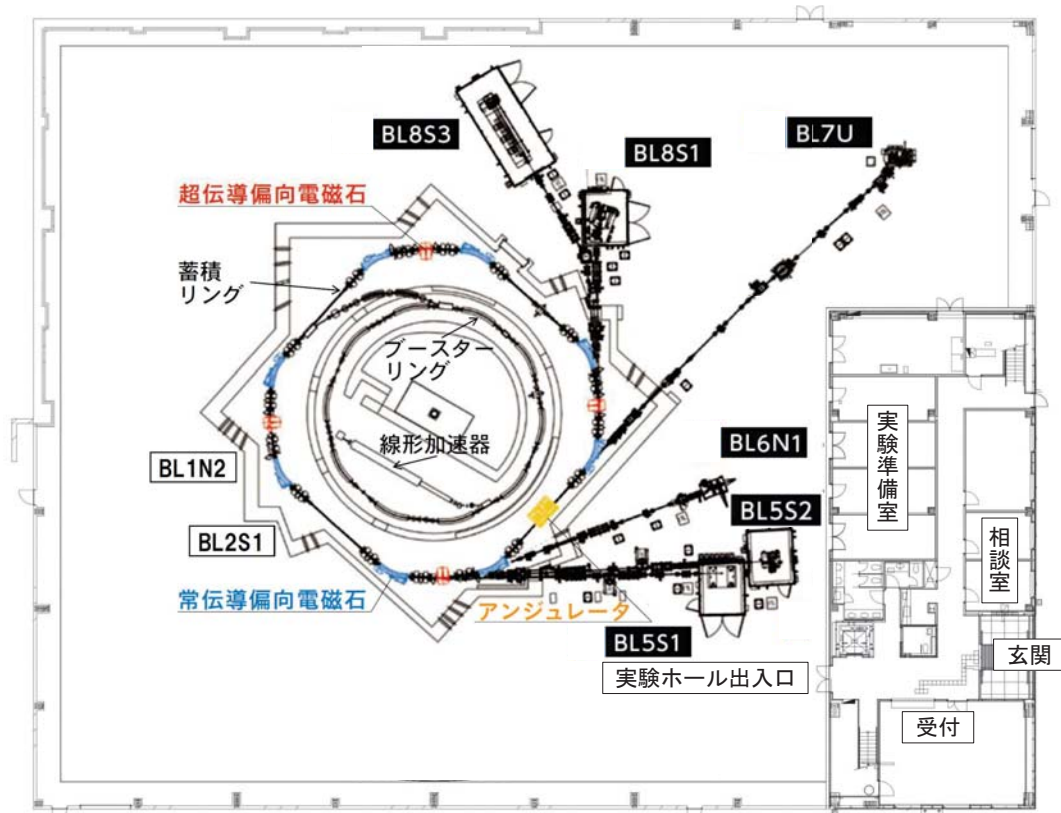 BL8S3
BL8S1
BL7U
超伝導偏向電磁石
蓄積
リング
ブースター
リング
線形加速器
BL1N2
BL2S1
常伝導偏向電磁石
アンジュレータ
BL6N1
BL5S2
BL5S1
実験ホール出入口
実験準備室
相談室
玄関
受付